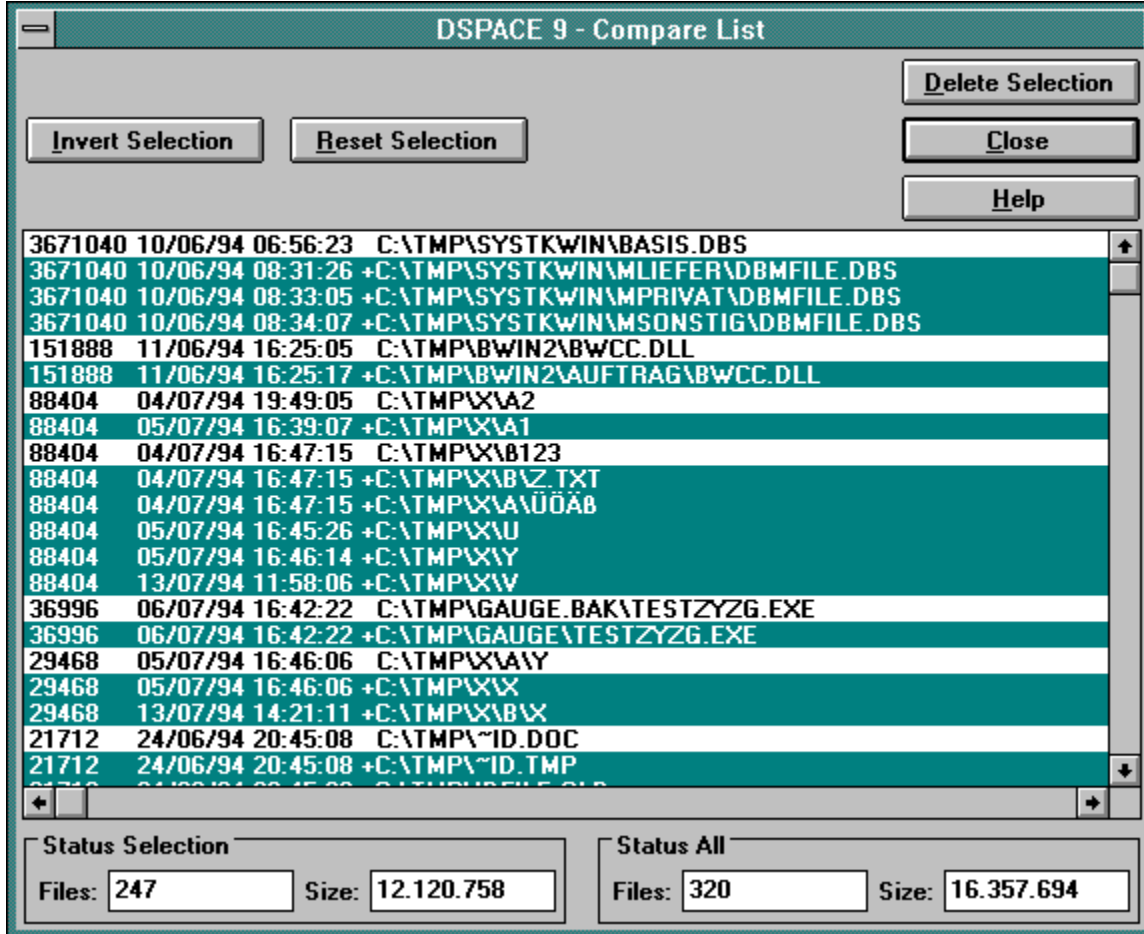 DSPACE 9 - Compare List
Delete Selection
Invert Selection Reset Selection Close
Help
3671040 10/06/94 06:56:23 C:\TMP\SYSTKWIN\BASIS.DBS
3671040 10/06/94 08:31:26 +C:\TMP\SYSTKWIN\MLIEFER\DBMFILE.DBS
3671040 10/06/94 08:33:05 +C:\TMP\SYSTKWIN\MPRIVAT\DBMFILE.DBS
3671040 10/06/94 08:34:07 +C:\TMP\SYSTKWIN\MSONSTIG\DBMFILE.DBS
151888 11/06/94 16:25:05 C:\TMP\BWIN2\BWCC.DLL
151888 11/06/94 16:25:17 +C:\TMP\BWIN2\AUFTRAG\BWCC.DLL
88404 04/07/94 19:49:05 C:\TMP\X\A2
88404 05/07/94 16:39:07 +C:\TMP\X\A1
88404 04/07/94 16:47:15 C:\TMP\X\ß123
88404 04/07/94 16:47:15 +C:\TMP\X\B\Z.TXT
88404 04/07/94 16:47:15 +C:\TMP\X\A\ÜÖÄß
88404 05/07/94 16:45:26 +C:\TMP\X\U
88404 05/07/94 16:46:14 +C:\TMP\X\Y
88404 13/07/94 11:58:06 +C:\TMP\X\V
36996 06/07/94 16:42:22 C:\TMP\GAUGE.BAK\TESTZYZG.EXE
36996 06/07/94 16:42:22 +C:\TMP\GAUGE\TESTZYZG.EXE
29468 05/07/94 16:46:06 C:\TMP\X\A\Y
29468 05/07/94 16:46:06 +C:\TMP\X\X
29468 13/07/94 14:21:11 +C:\TMP\X\B\X
21712 24/06/94 20:45:08 C:\TMP\~ID.DOC
21712 24/06/94 20:45:08 +C:\TMP\~ID.TMP
Status Selection Status All
Files: 247 Size: 12.120.758 Files: 320 Size: 16.357.694